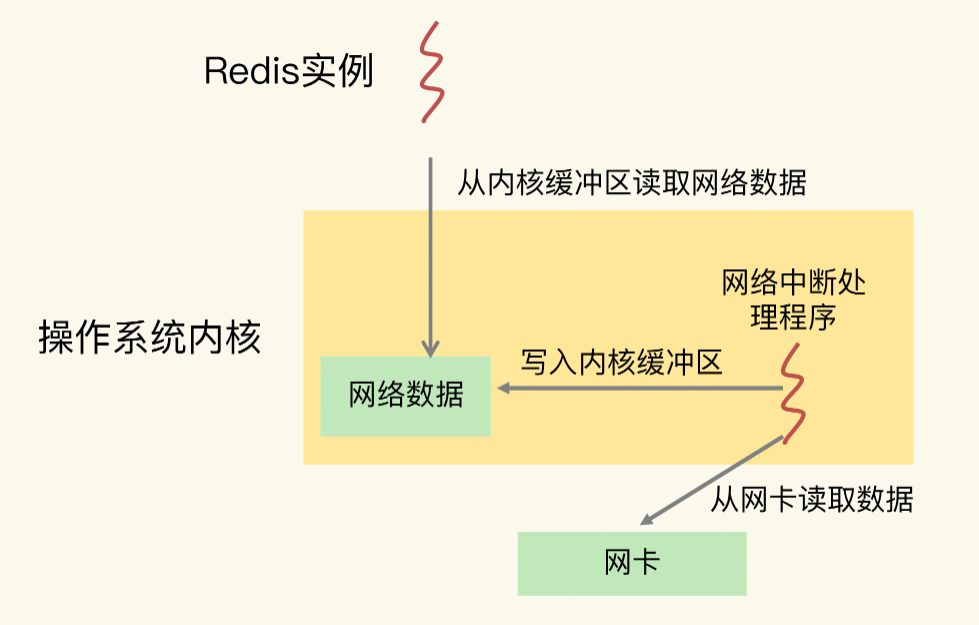 Redis实例
从内核缓冲区读取网络数据
网络中断处
理程序
操作系统内核
写入内核缓冲区
网络数据
从网卡读取数据
网卡